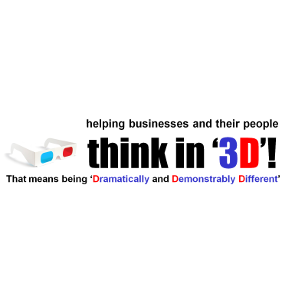 helping businesses and their people
think in ‘3D’!
That means being ‘Dramatically and Demonstrably Different’